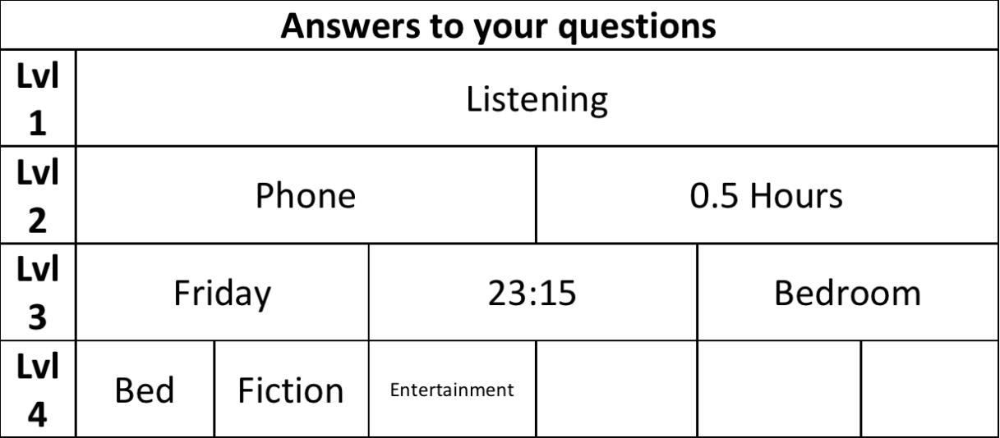 Answers to your questions
Lvl 1 Listening
Lvl 2 Phone 0.5 Hours
Lvl 3 Friday 23:15 Bedroom
Lvl 4 Bed Fiction Entertainment